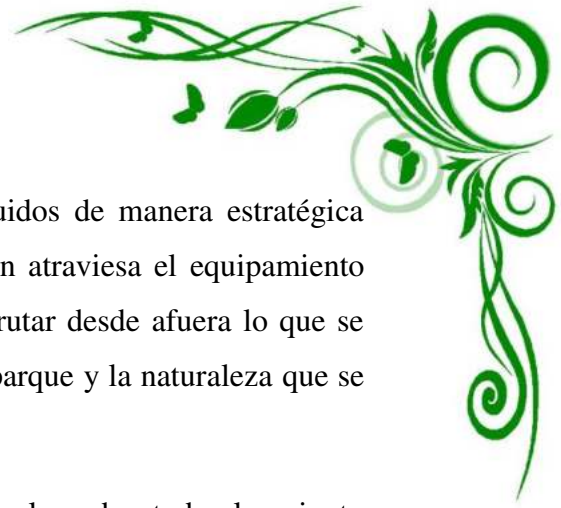 uidos de manera estratégica
n atraviesa el equipamiento
rutar desde afuera lo que se
parque y la naturaleza que se